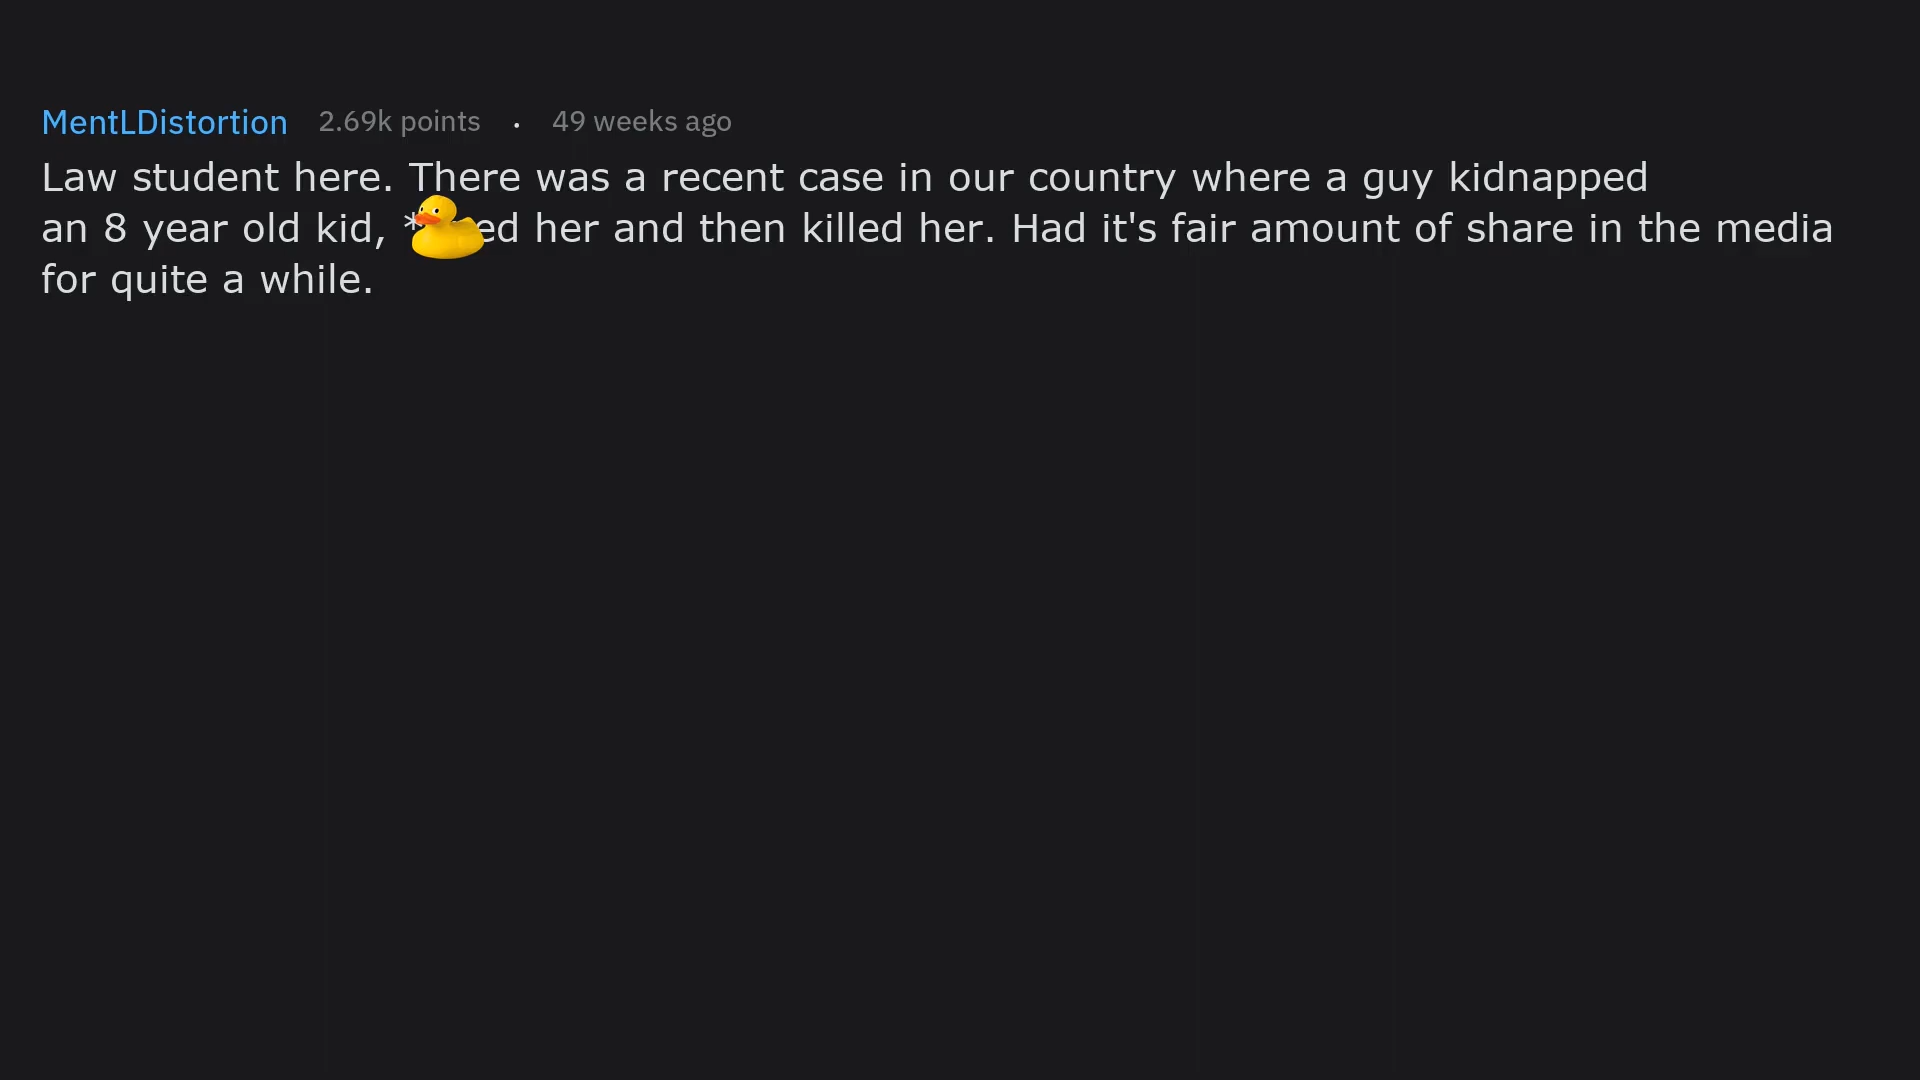 MentLDistortion 2.69k points . 49 weeks ago
Law student here. There was a recent case in our country where a guy kidnapped
an 8 year old kid, her and then killed her. Had it's fair amount of share in the media
for quite a while.